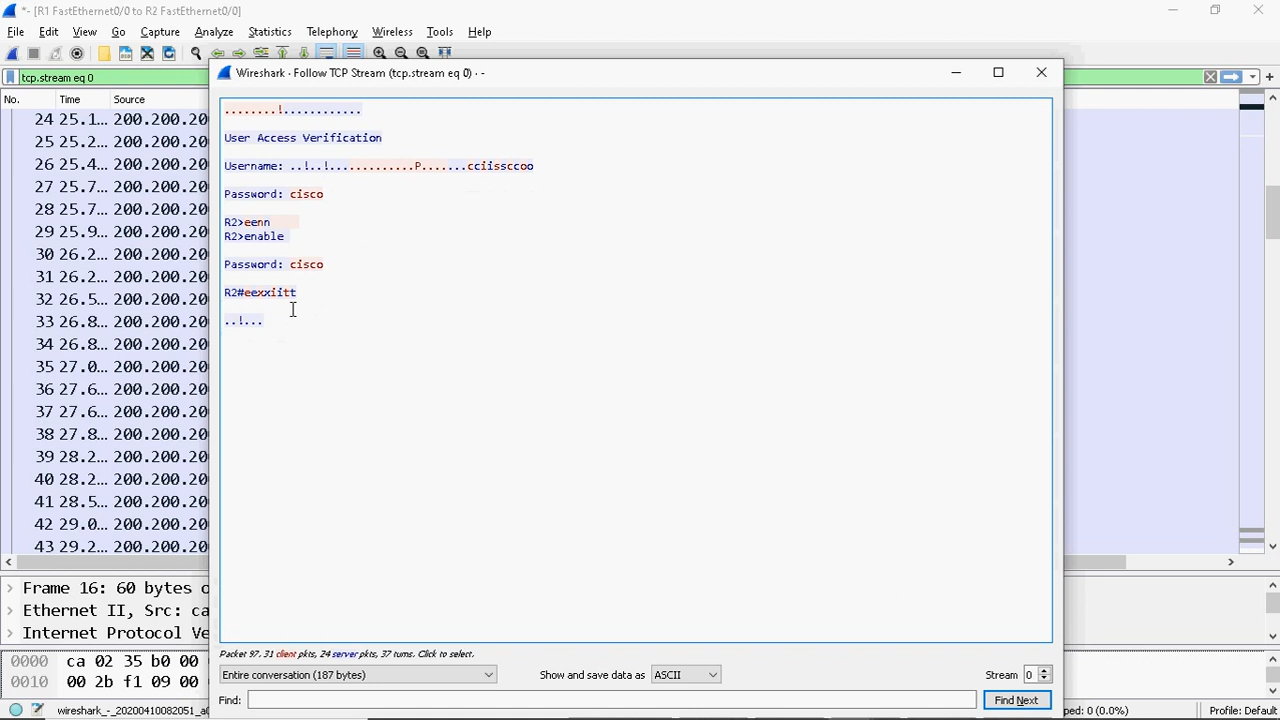 *- [R1 FastEthernet0/0 to R2 FastEthernet0/0]
File Edit View Go Capture Analyze Statistics Telephony Wireless Tools Help
tcp.stream eq 0
No. Time Source
Wireshark · Follow TCP Stream (tcp.stream eq 0) · -
24 25.1... 200.200.20
25 25.2... 200.200.20
26 25.4... 200.200.20
27 25.7... 200.200.20
28 25.7... 200.200.20
29 25.9... 200.200.20
30 26.2... 200.200.20
31 26.2... 200.200.20
32 26.5... 200.200.20
33 26.8... 200.200.20
34 26.8... 200.200.20
35 27.0... 200.200.20
36 27.6... 200.200.20
37 27.6... 200.200.20
38 27.8... 200.200.20
39 28.2... 200.200.20
40 28.2... 200.200.20
41 28.5... 200.200.20
42 29.0... 200.200.20
43 29.2... 200.200.20
........!............
User Access Verification
Username: ..!..!...............P.......cciissccoo
Password: cisco
R2>eenn
R2>enable
Password: cisco
R2#eexxiitt
..!...
Frame 16: 60 bytes o
Ethernet II, Src: ca
Internet Protocol Ve
0000 ca 02 35 b0 00
0010 00 2b f1 09 00
Packet 97. 31 client pkts, 24 server pkts, 37 turns. Click to select.
Entire conversation (187 bytes) Show and save data as ASCII Stream 0
Find: Find Next
wireshark_-_20200410082051_a0 ped: 0 (0.0%) Profile: Default